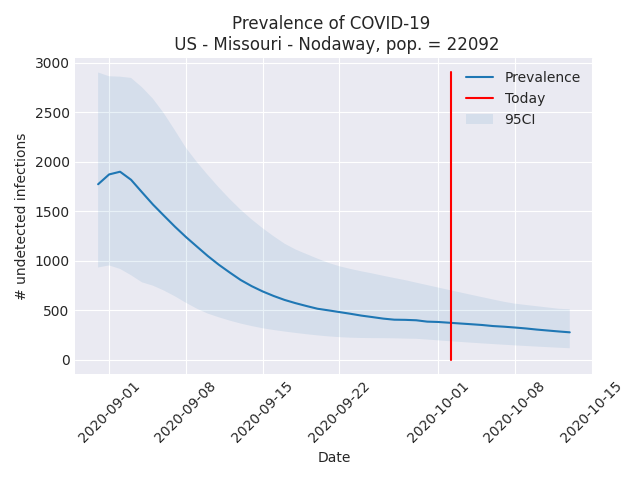 Prevalence of COVID-19
US - Missouri - Nodaway, pop. = 22092
3000
2500
2000
1500
1000
500
0
# undetected infections
Prevalence
Today
95CI
2020-09-01
2020-09-08
2020-09-15
2020-09-22
2020-10-01
2020-10-08
2020-10-15
Date